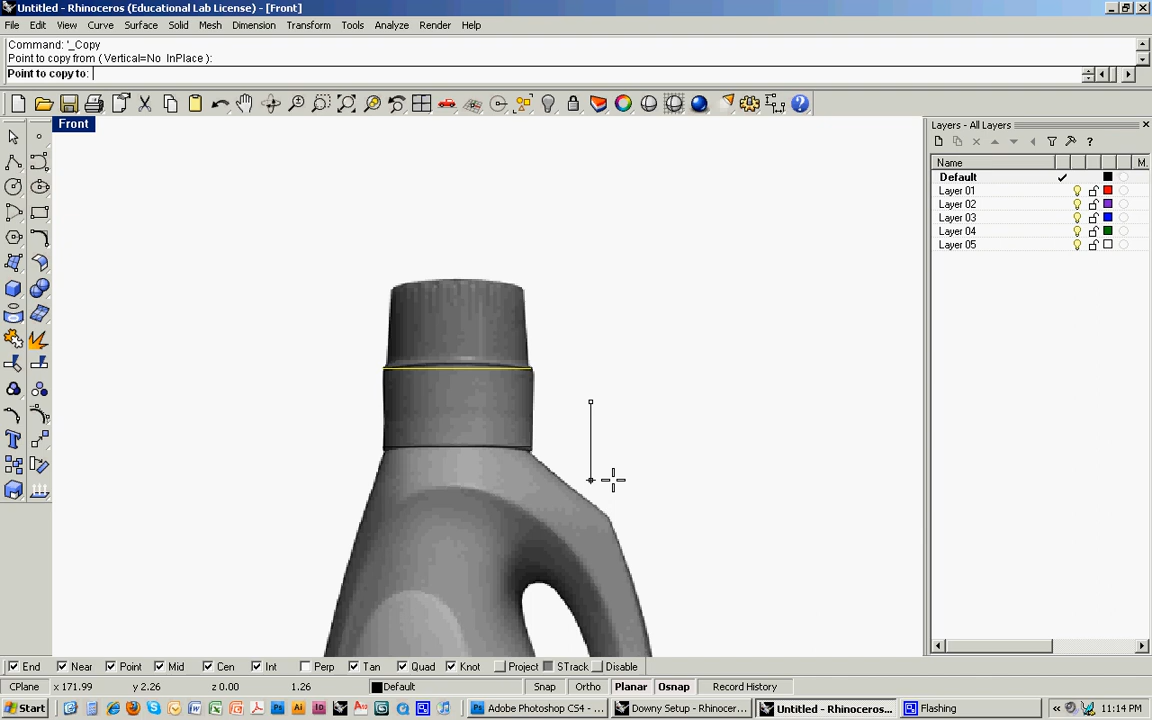 Untitled - Rhinoceros (Educational Lab License) - [Front]
File Edit View Curve Surface Solid Mesh Dimension Transform Tools Analyze Render Help
Command: '_Copy
Point to copy from ( Vertical=No InPlace ):
Point to copy to:
Front
Layers - All Layers
Name M.
Default
Layer 01
Layer 02
Layer 03
Layer 04
Layer 05
End Near Point Mid Cen Int Perp Tan Quad Knot Project STrack Disable
CPlane x 171.99 y 2.26 z 0.00 1.26 Default Snap Ortho Planar Osnap Record History
Start Adobe Photoshop CS4 - ... Downy Setup - Rhinocer... Untitled - Rhinoceros... Flashing 11:14 PM